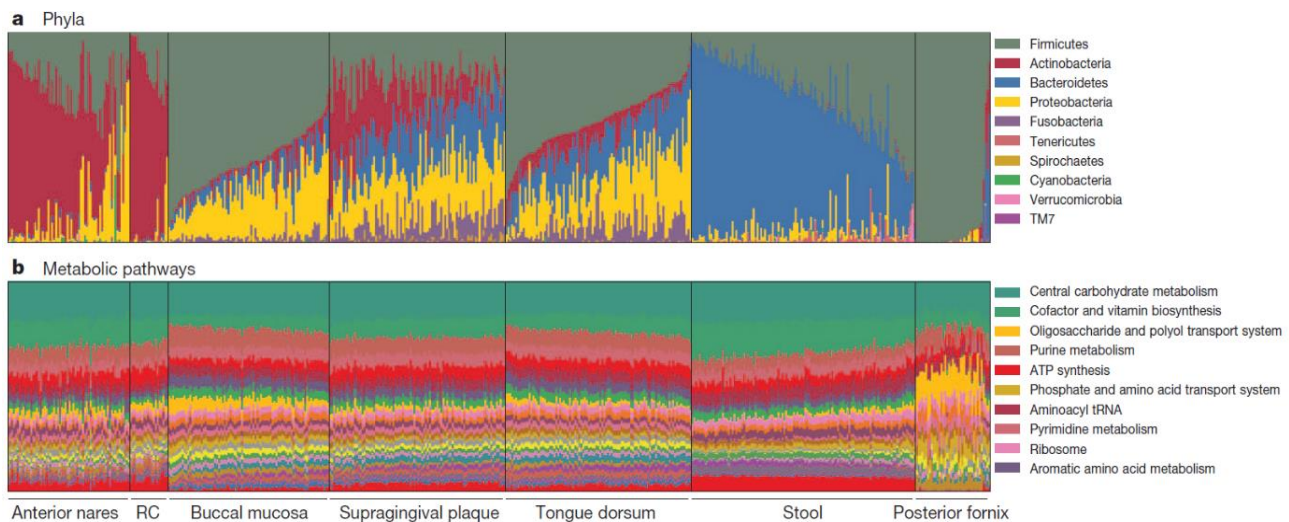 a Phyla
Firmicutes
Actinobacteria
Bacteroidetes
Proteobacteria
Fusobacteria
Tenericutes
Spirochaetes
Cyanobacteria
Verrucomicrobia
TM7
b Metabolic pathways
Central carbohydrate metabolism
Cofactor and vitamin biosynthesis
Oligosaccharide and polyol transport system
Purine metabolism
ATP synthesis
Phosphate and amino acid transport system
Aminoacyl tRNA
Pyrimidine metabolism
Ribosome
Aromatic amino acid metabolism
Anterior nares RC Buccal mucosa Supragingival plaque Tongue dorsum Stool Posterior fornix